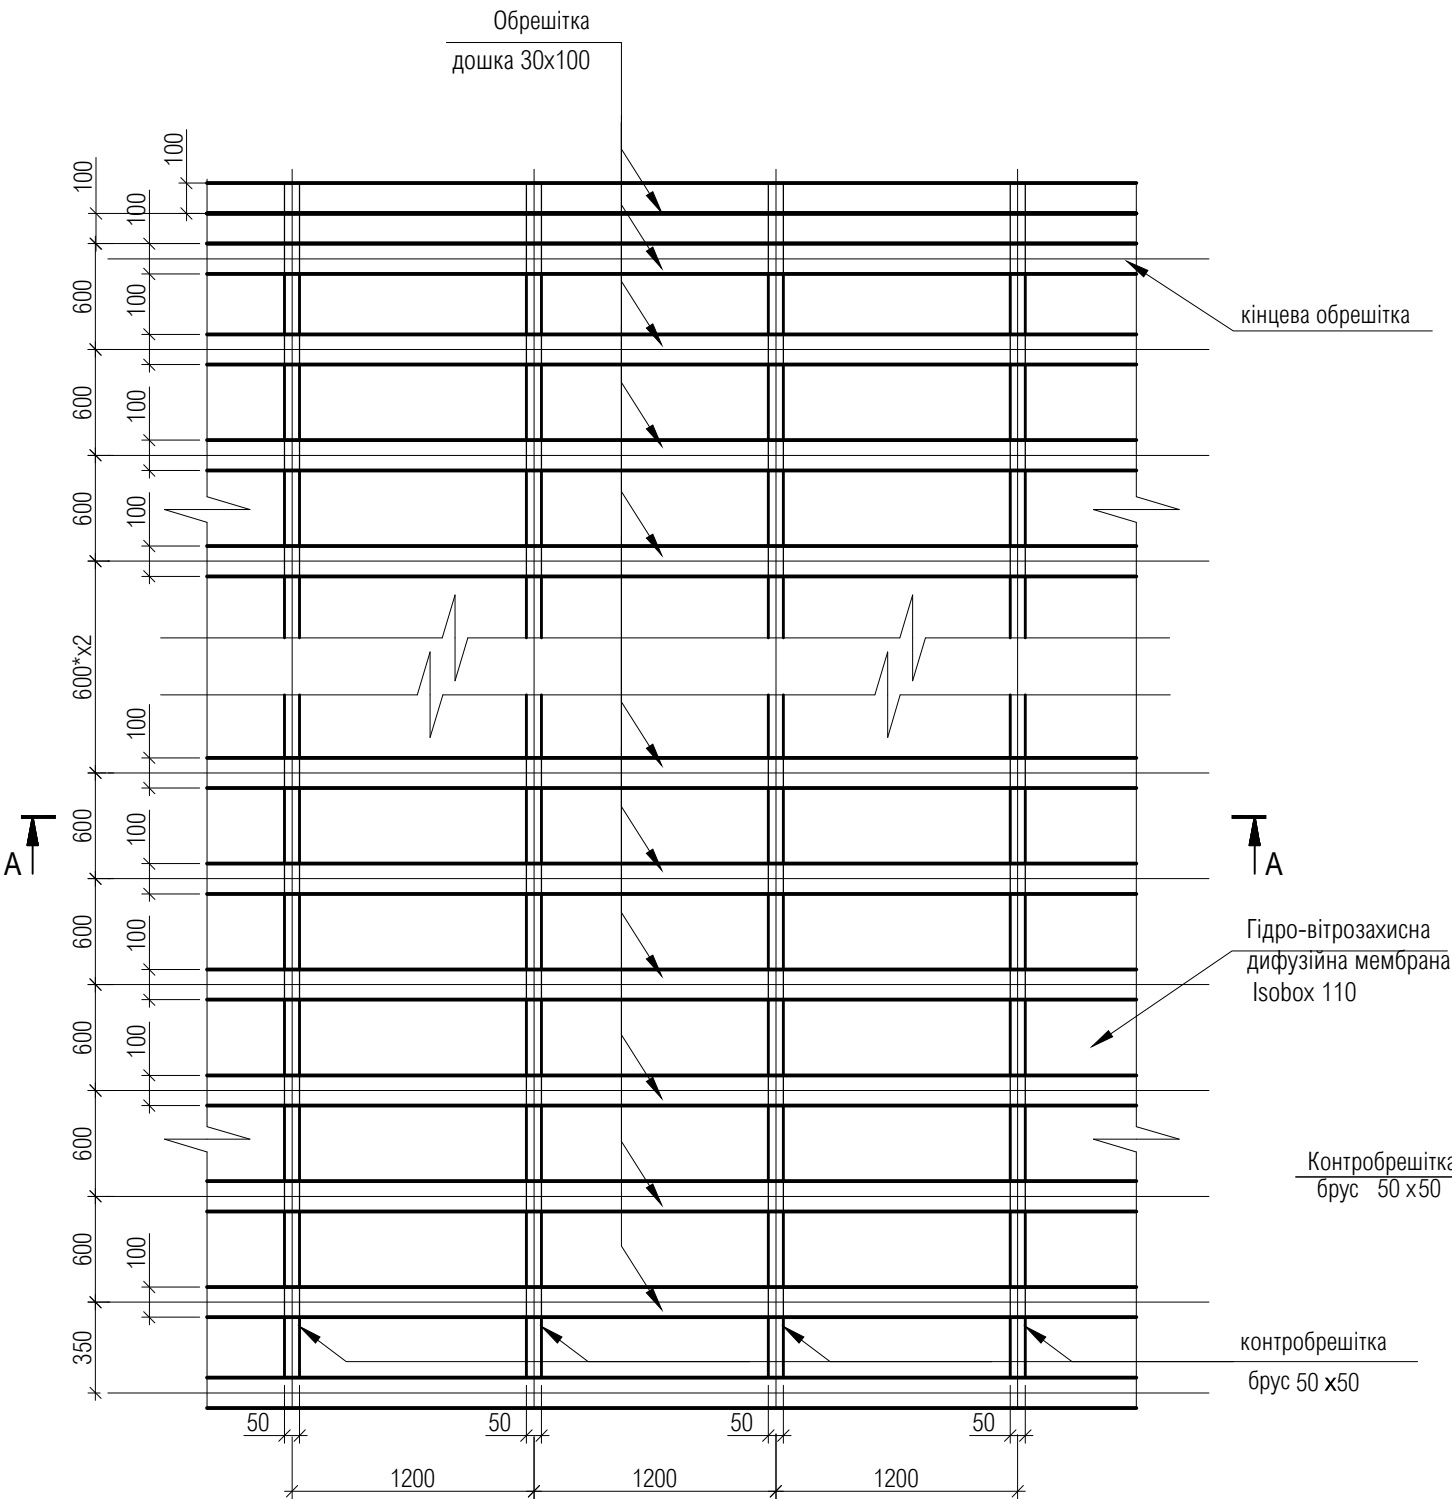 Обрешітка
дошка 30х100
100
100
100
600
100
кінцева обрешітка
600
100
600
100
600*х2
100
600
100
А
А
600
100
Гідро-вітрозахисна
дифузійна мембрана
Isobox 110
600
100
600
Контробрешітка
брус 50 х50
600
100
350
контробрешітка
брус 50 х50
50
50
50
50
1200
1200
1200